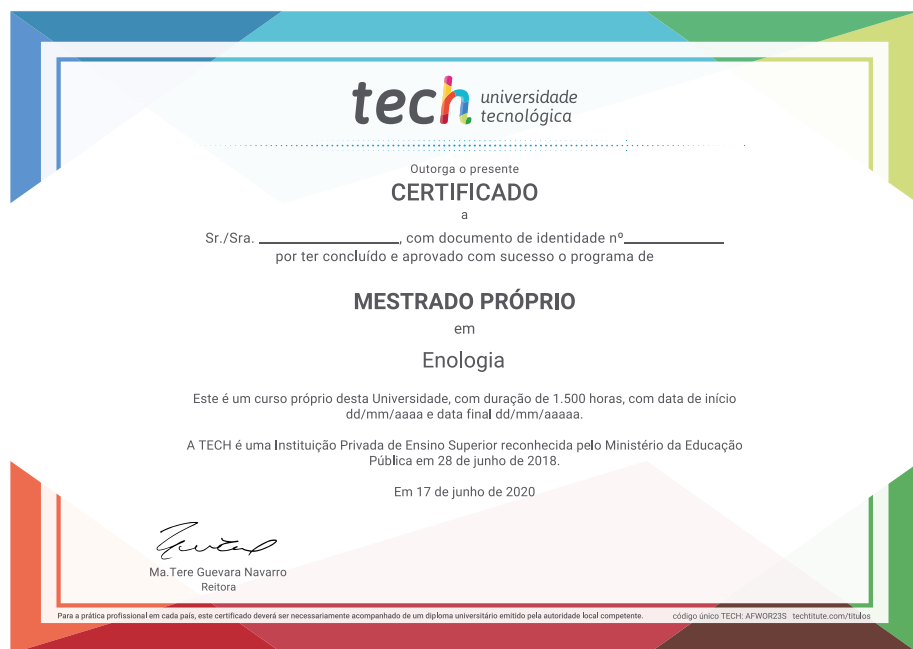 tech universidade
tecnológica
Outorga o presente
CERTIFICADO
a
Sr./Sra. ____________________, com documento de identidade nº______________
por ter concluído e aprovado com sucesso o programa de
MESTRADO PRÓPRIO
em
Enologia
Este é um curso próprio desta Universidade, com duração de 1.500 horas, com data de início
dd/mm/aaaa e data final dd/mm/aaaaa.
A TECH é uma Instituição Privada de Ensino Superior reconhecida pelo Ministério da Educação
Pública em 28 de junho de 2018.
Em 17 de junho de 2020
Ma.Tere Guevara Navarro
Reitora
Para a prática profissional em cada país, este certificado deverá ser necessariamente acompanhado de um diploma universitário emitido pela autoridade local competente. código único TECH: AFWOR23S techtitute.com/titulos